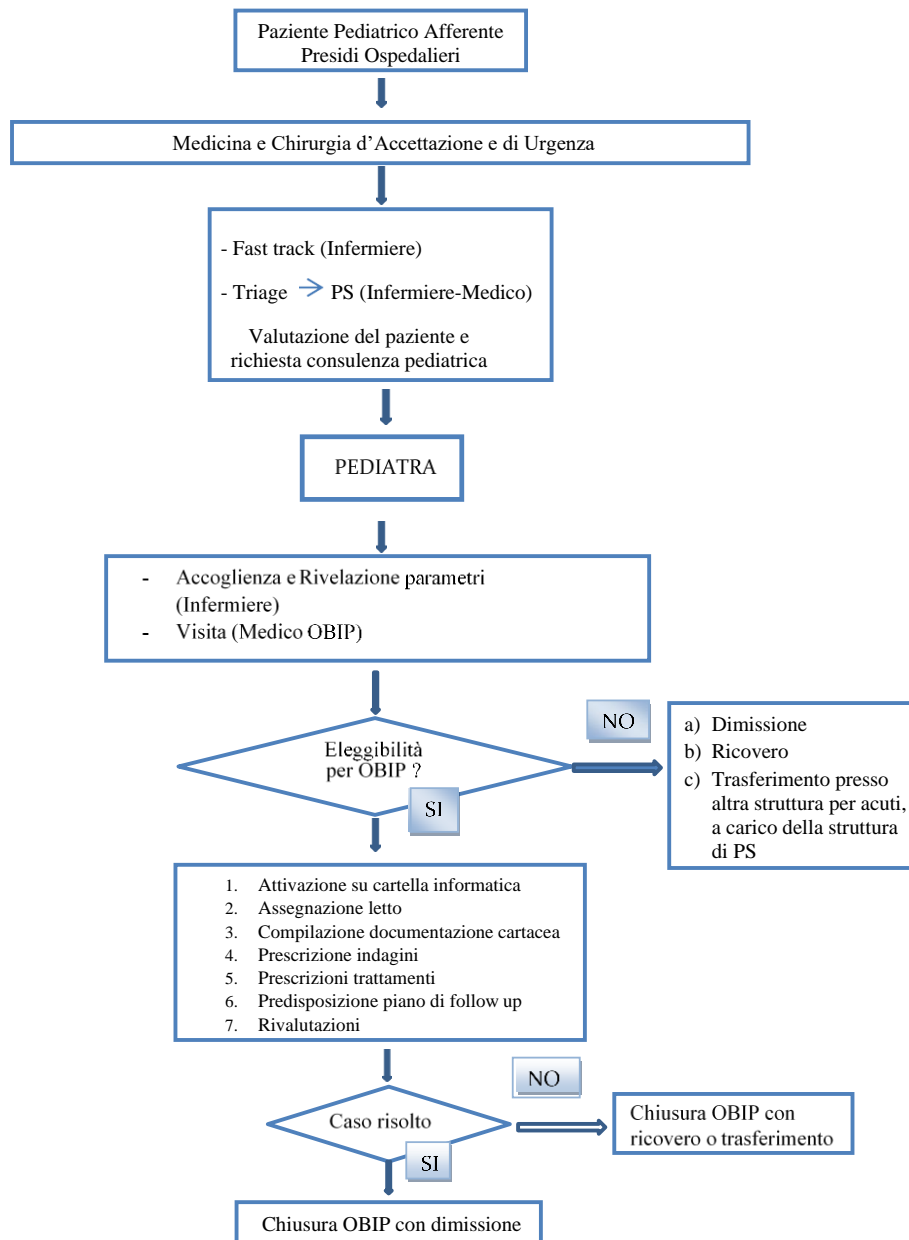 Paziente Pediatrico Afferente
Presidi Ospedalieri
Medicina e Chirurgia d'Accettazione e di Urgenza
- Fast track (Infermiere)
- Triage → PS (Infermiere-Medico)
Valutazione del paziente e
richiesta consulenza pediatrica
PEDIATRA
- Accoglienza e Rivelazione parametri
(Infermiere)
- Visita (Medico OBIP)
Eleggibilità
per OBIP ?
NO
a) Dimissione
b) Ricovero
c) Trasferimento presso
altra struttura per acuti,
a carico della struttura
di PS
SI
1. Attivazione su cartella informatica
2. Assegnazione letto
3. Compilazione documentazione cartacea
4. Prescrizione indagini
5. Prescrizioni trattamenti
6. Predisposizione piano di follow up
7. Rivalutazioni
Caso risolto
NO
Chiusura OBIP con
ricovero o trasferimento
SI
Chiusura OBIP con dimissione